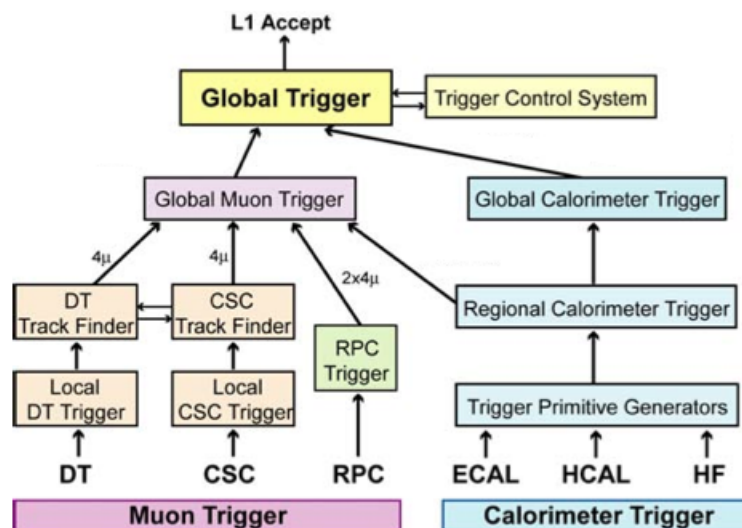 L1 Accept
Global Trigger
Trigger Control System
Global Muon Trigger
Global Calorimeter Trigger
4μ
4μ
2x4μ
DT
Track Finder
CSC
Track Finder
Regional Calorimeter Trigger
RPC
Trigger
Local
DT Trigger
Local
CSC Trigger
Trigger Primitive Generators
DT
CSC
RPC
ECAL
HCAL
HF
Muon Trigger
Calorimeter Trigger